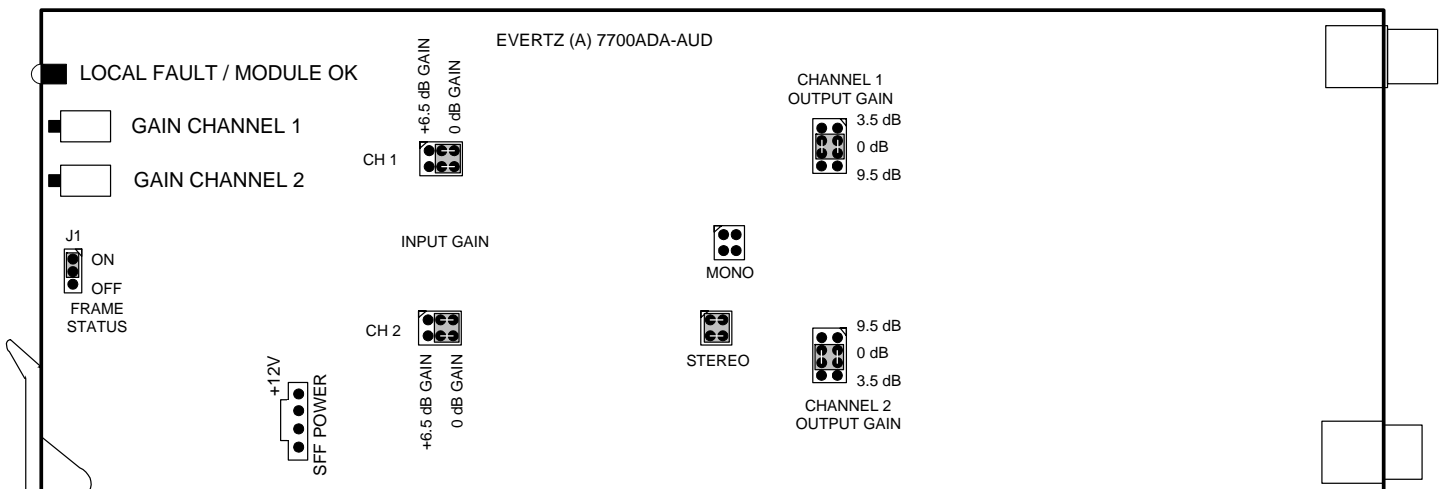 EVERTZ (A) 7700ADA-AUD
LOCAL FAULT / MODULE OK
GAIN CHANNEL 1
GAIN CHANNEL 2
J1
ON
OFF
FRAME
STATUS
+12V
SFF POWER
+6.5 dB GAIN
0 dB GAIN
CH 1
INPUT GAIN
CH 2
+6.5 dB GAIN
0 dB GAIN
MONO
STEREO
CHANNEL 1
OUTPUT GAIN
3.5 dB
0 dB
9.5 dB
9.5 dB
0 dB
3.5 dB
CHANNEL 2
OUTPUT GAIN